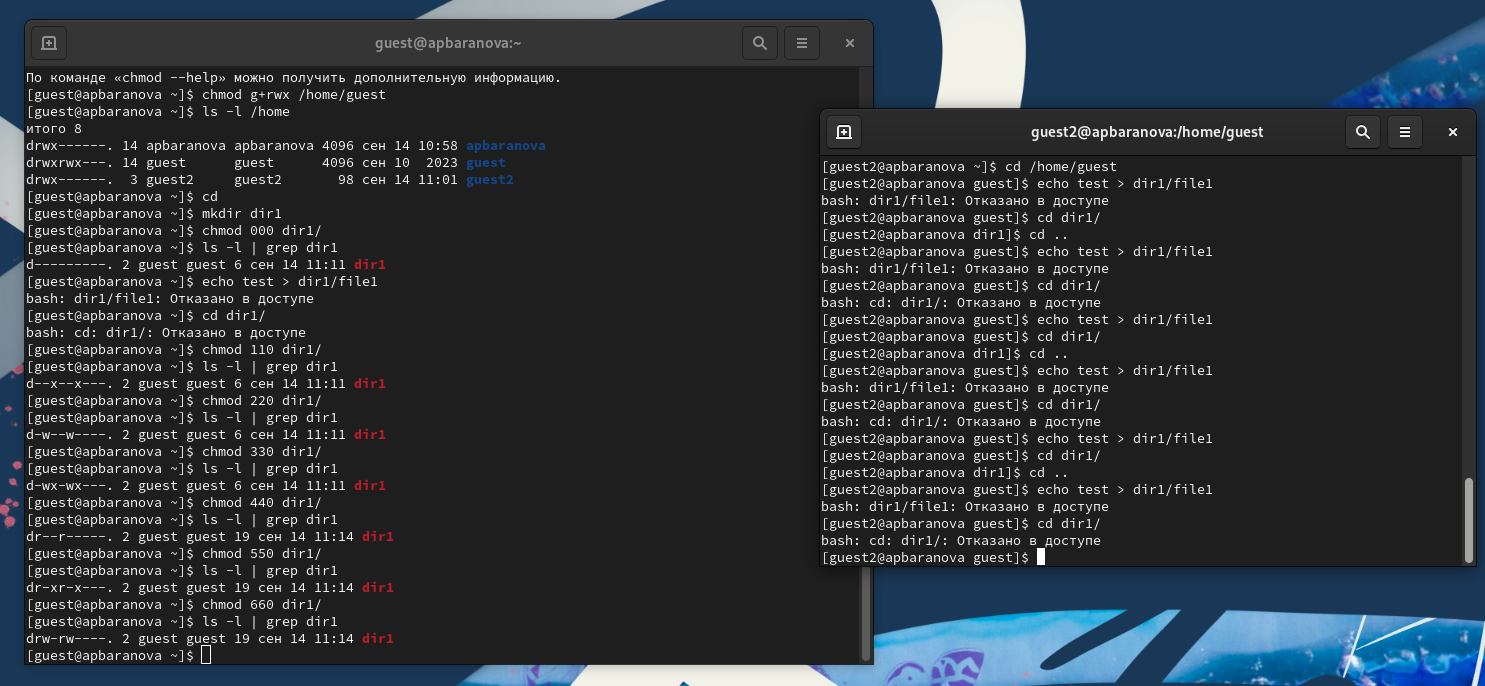 guest@apbaranova:~
По команде «chmod --help» можно получить дополнительную информацию.
[guest@apbaranova ~]$ chmod g+rwx /home/guest
[guest@apbaranova ~]$ ls -l /home
итого 8
drwx------. 14 apbaranova apbaranova 4096 сен 14 10:58 apbaranova
drwxrwx---. 14 guest      guest      4096 сен 10  2023 guest
drwx------.  3 guest2     guest2       98 сен 14 11:01 guest2
[guest@apbaranova ~]$ cd
[guest@apbaranova ~]$ mkdir dir1
[guest@apbaranova ~]$ chmod 000 dir1/
[guest@apbaranova ~]$ ls -l | grep dir1
d---------. 2 guest guest 6 сен 14 11:11 dir1
[guest@apbaranova ~]$ echo test > dir1/file1
bash: dir1/file1: Отказано в доступе
[guest@apbaranova ~]$ cd dir1/
bash: cd: dir1/: Отказано в доступе
[guest@apbaranova ~]$ chmod 110 dir1/
[guest@apbaranova ~]$ ls -l | grep dir1
d--x--x---. 2 guest guest 6 сен 14 11:11 dir1
[guest@apbaranova ~]$ chmod 220 dir1/
[guest@apbaranova ~]$ ls -l | grep dir1
d-w--w----. 2 guest guest 6 сен 14 11:11 dir1
[guest@apbaranova ~]$ chmod 330 dir1/
[guest@apbaranova ~]$ ls -l | grep dir1
d-wx-wx---. 2 guest guest 6 сен 14 11:11 dir1
[guest@apbaranova ~]$ chmod 440 dir1/
[guest@apbaranova ~]$ ls -l | grep dir1
dr--r-----. 2 guest guest 19 сен 14 11:14 dir1
[guest@apbaranova ~]$ chmod 550 dir1/
[guest@apbaranova ~]$ ls -l | grep dir1
dr-xr-x---. 2 guest guest 19 сен 14 11:14 dir1
[guest@apbaranova ~]$ chmod 660 dir1/
[guest@apbaranova ~]$ ls -l | grep dir1
drw-rw----. 2 guest guest 19 сен 14 11:14 dir1
[guest@apbaranova ~]$
guest2@apbaranova:/home/guest
[guest2@apbaranova ~]$ cd /home/guest
[guest2@apbaranova guest]$ echo test > dir1/file1
bash: dir1/file1: Отказано в доступе
[guest2@apbaranova guest]$ cd dir1/
[guest2@apbaranova dir1]$ cd ..
[guest2@apbaranova guest]$ echo test > dir1/file1
bash: dir1/file1: Отказано в доступе
[guest2@apbaranova guest]$ cd dir1/
bash: cd: dir1/: Отказано в доступе
[guest2@apbaranova guest]$ echo test > dir1/file1
[guest2@apbaranova guest]$ cd dir1/
[guest2@apbaranova dir1]$ cd ..
[guest2@apbaranova guest]$ echo test > dir1/file1
bash: dir1/file1: Отказано в доступе
[guest2@apbaranova guest]$ cd dir1/
bash: cd: dir1/: Отказано в доступе
[guest2@apbaranova guest]$ echo test > dir1/file1
[guest2@apbaranova guest]$ cd dir1/
[guest2@apbaranova dir1]$ cd ..
[guest2@apbaranova guest]$ echo test > dir1/file1
bash: dir1/file1: Отказано в доступе
[guest2@apbaranova guest]$ cd dir1/
bash: cd: dir1/: Отказано в доступе
[guest2@apbaranova guest]$